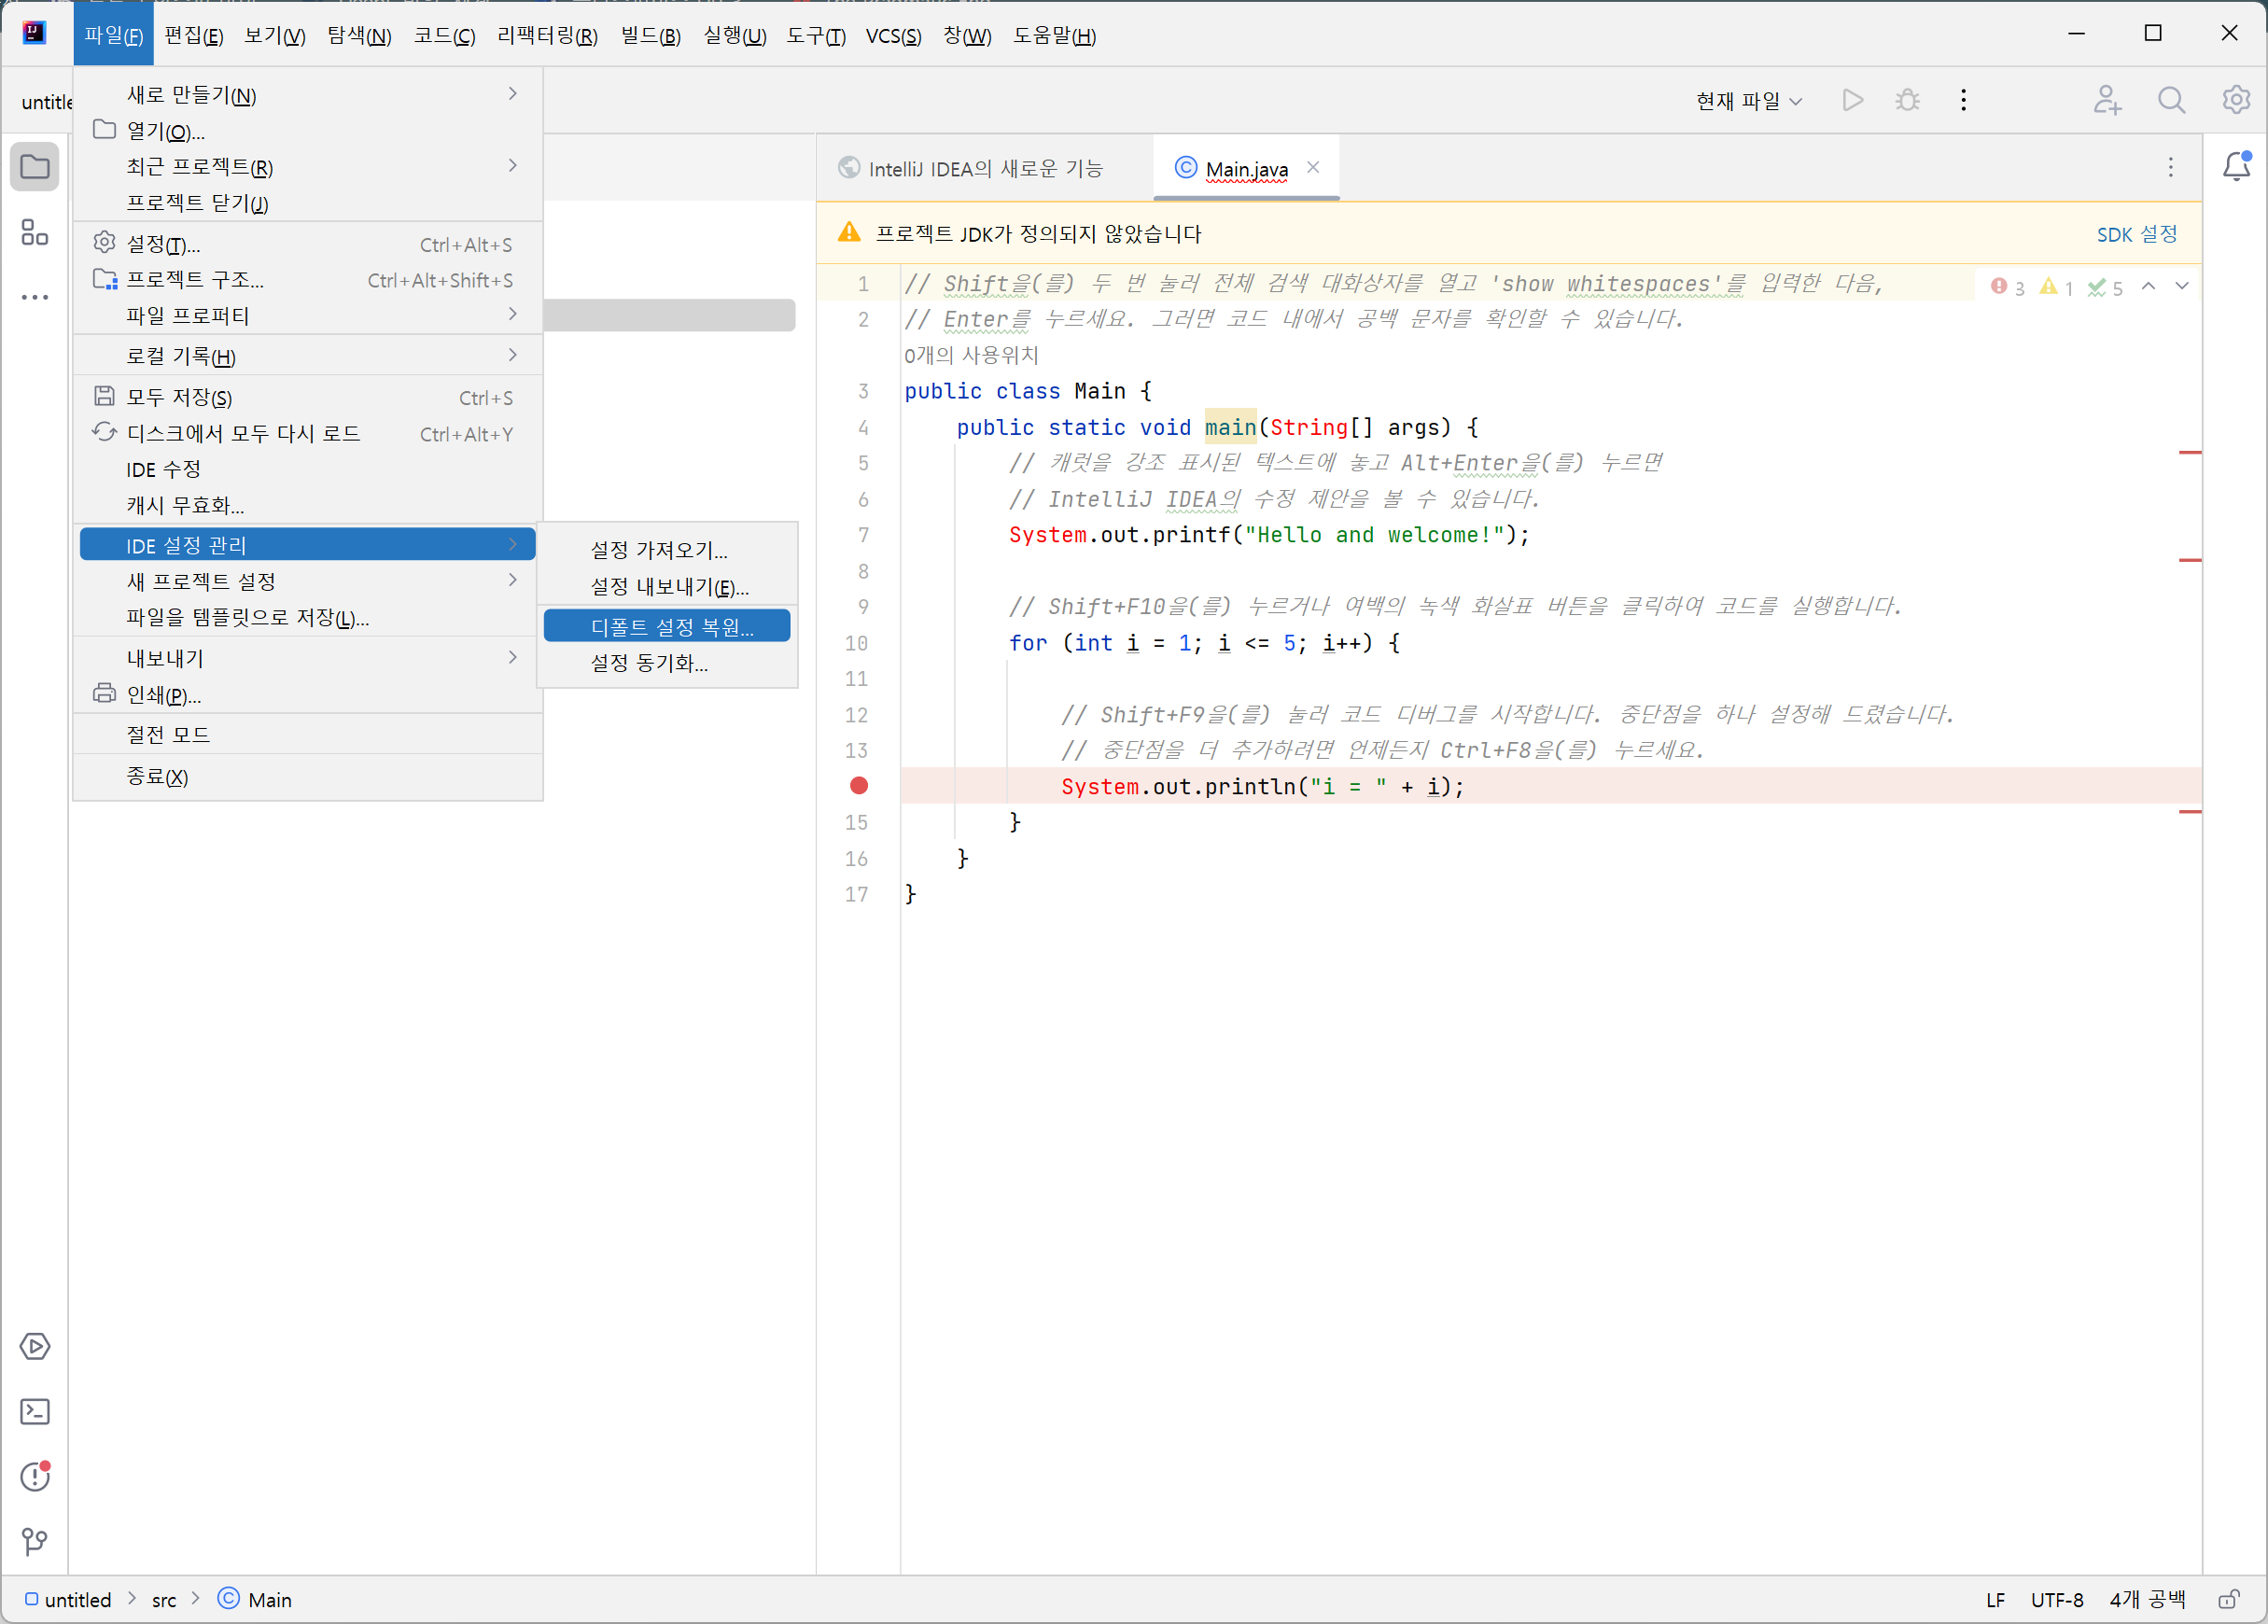 파일(F) 편집(E) 보기(V) 탐색(N) 코드(C) 리팩터링(R) 빌드(B) 실행(U) 도구(T) VCS(S) 창(W) 도움말(H)
현재 파일
새로 만들기(N)
열기(O)...
최근 프로젝트(R)
프로젝트 닫기(J)
설정(T)... Ctrl+Alt+S
프로젝트 구조... Ctrl+Alt+Shift+S
파일 프로퍼티
로컬 기록(H)
모두 저장(S) Ctrl+S
디스크에서 모두 다시 로드 Ctrl+Alt+Y
IDE 수정
캐시 무효화...
IDE 설정 관리
새 프로젝트 설정
파일을 템플릿으로 저장(L)...
내보내기
인쇄(P)...
절전 모드
종료(X)
설정 가져오기...
설정 내보내기(E)...
디폴트 설정 복원...
설정 동기화...
IntelliJ IDEA의 새로운 기능 Main.java
프로젝트 JDK가 정의되지 않았습니다 SDK 설정
3 1 5
1 // Shift을(를) 두 번 눌러 전체 검색 대화상자를 열고 'show whitespaces'를 입력한 다음,
2 // Enter를 누르세요. 그러면 코드 내에서 공백 문자를 확인할 수 있습니다.
0개의 사용위치
3 public class Main {
4 public static void main(String[] args) {
5 // 캐럿을 강조 표시된 텍스트에 놓고 Alt+Enter을(를) 누르면
6 // IntelliJ IDEA의 수정 제안을 볼 수 있습니다.
7 System.out.printf("Hello and welcome!");
8
9 // Shift+F10을(를) 누르거나 여백의 녹색 화살표 버튼을 클릭하여 코드를 실행합니다.
10 for (int i = 1; i <= 5; i++) {
11
12 // Shift+F9을(를) 눌러 코드 디버그를 시작합니다. 중단점을 하나 설정해 드렸습니다.
13 // 중단점을 더 추가하려면 언제든지 Ctrl+F8을(를) 누르세요.
System.out.println("i = " + i);
15 }
16 }
17 }
untitled src Main
LF UTF-8 4개 공백